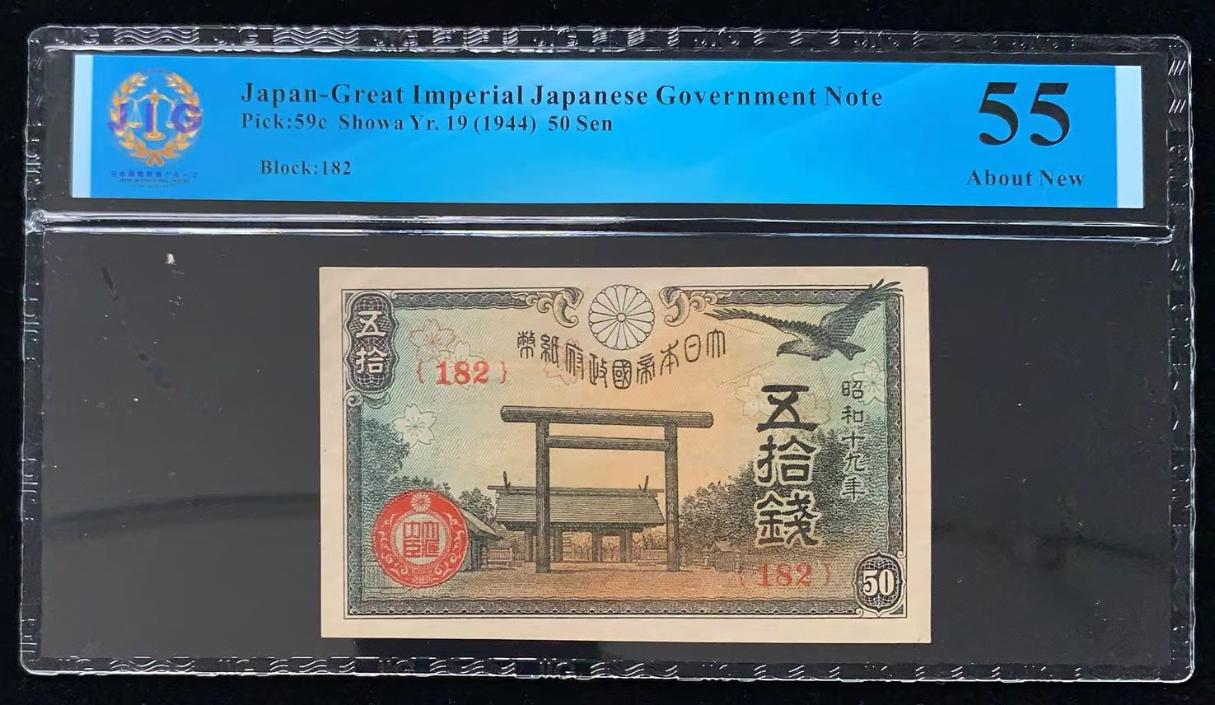 Japan-Great Imperial Japanese Government Note
Pick:59c Showa Yr. 19 (1944) 50 Sen
Block:182
JIG
55
About New
五拾
大日本帝國政府紙幣
{182}
昭和十九年
五拾錢
{182}
50